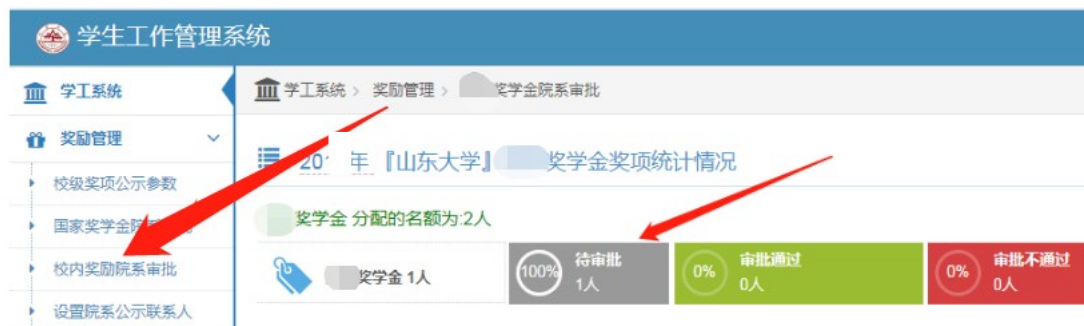 学生工作管理系统
学工系统
奖励管理
校级奖项公示参数
国家奖学金院
校内奖励院系审批
设置院系公示联系人
学工系统 > 奖励管理 > 奖学金院系审批
201 年『山东大学』 奖学金奖项统计情况
奖学金 分配的名额为:2人
奖学金 1人
100%
待审批
1人
0%
审批通过
0人
0%
审批不通过
0人